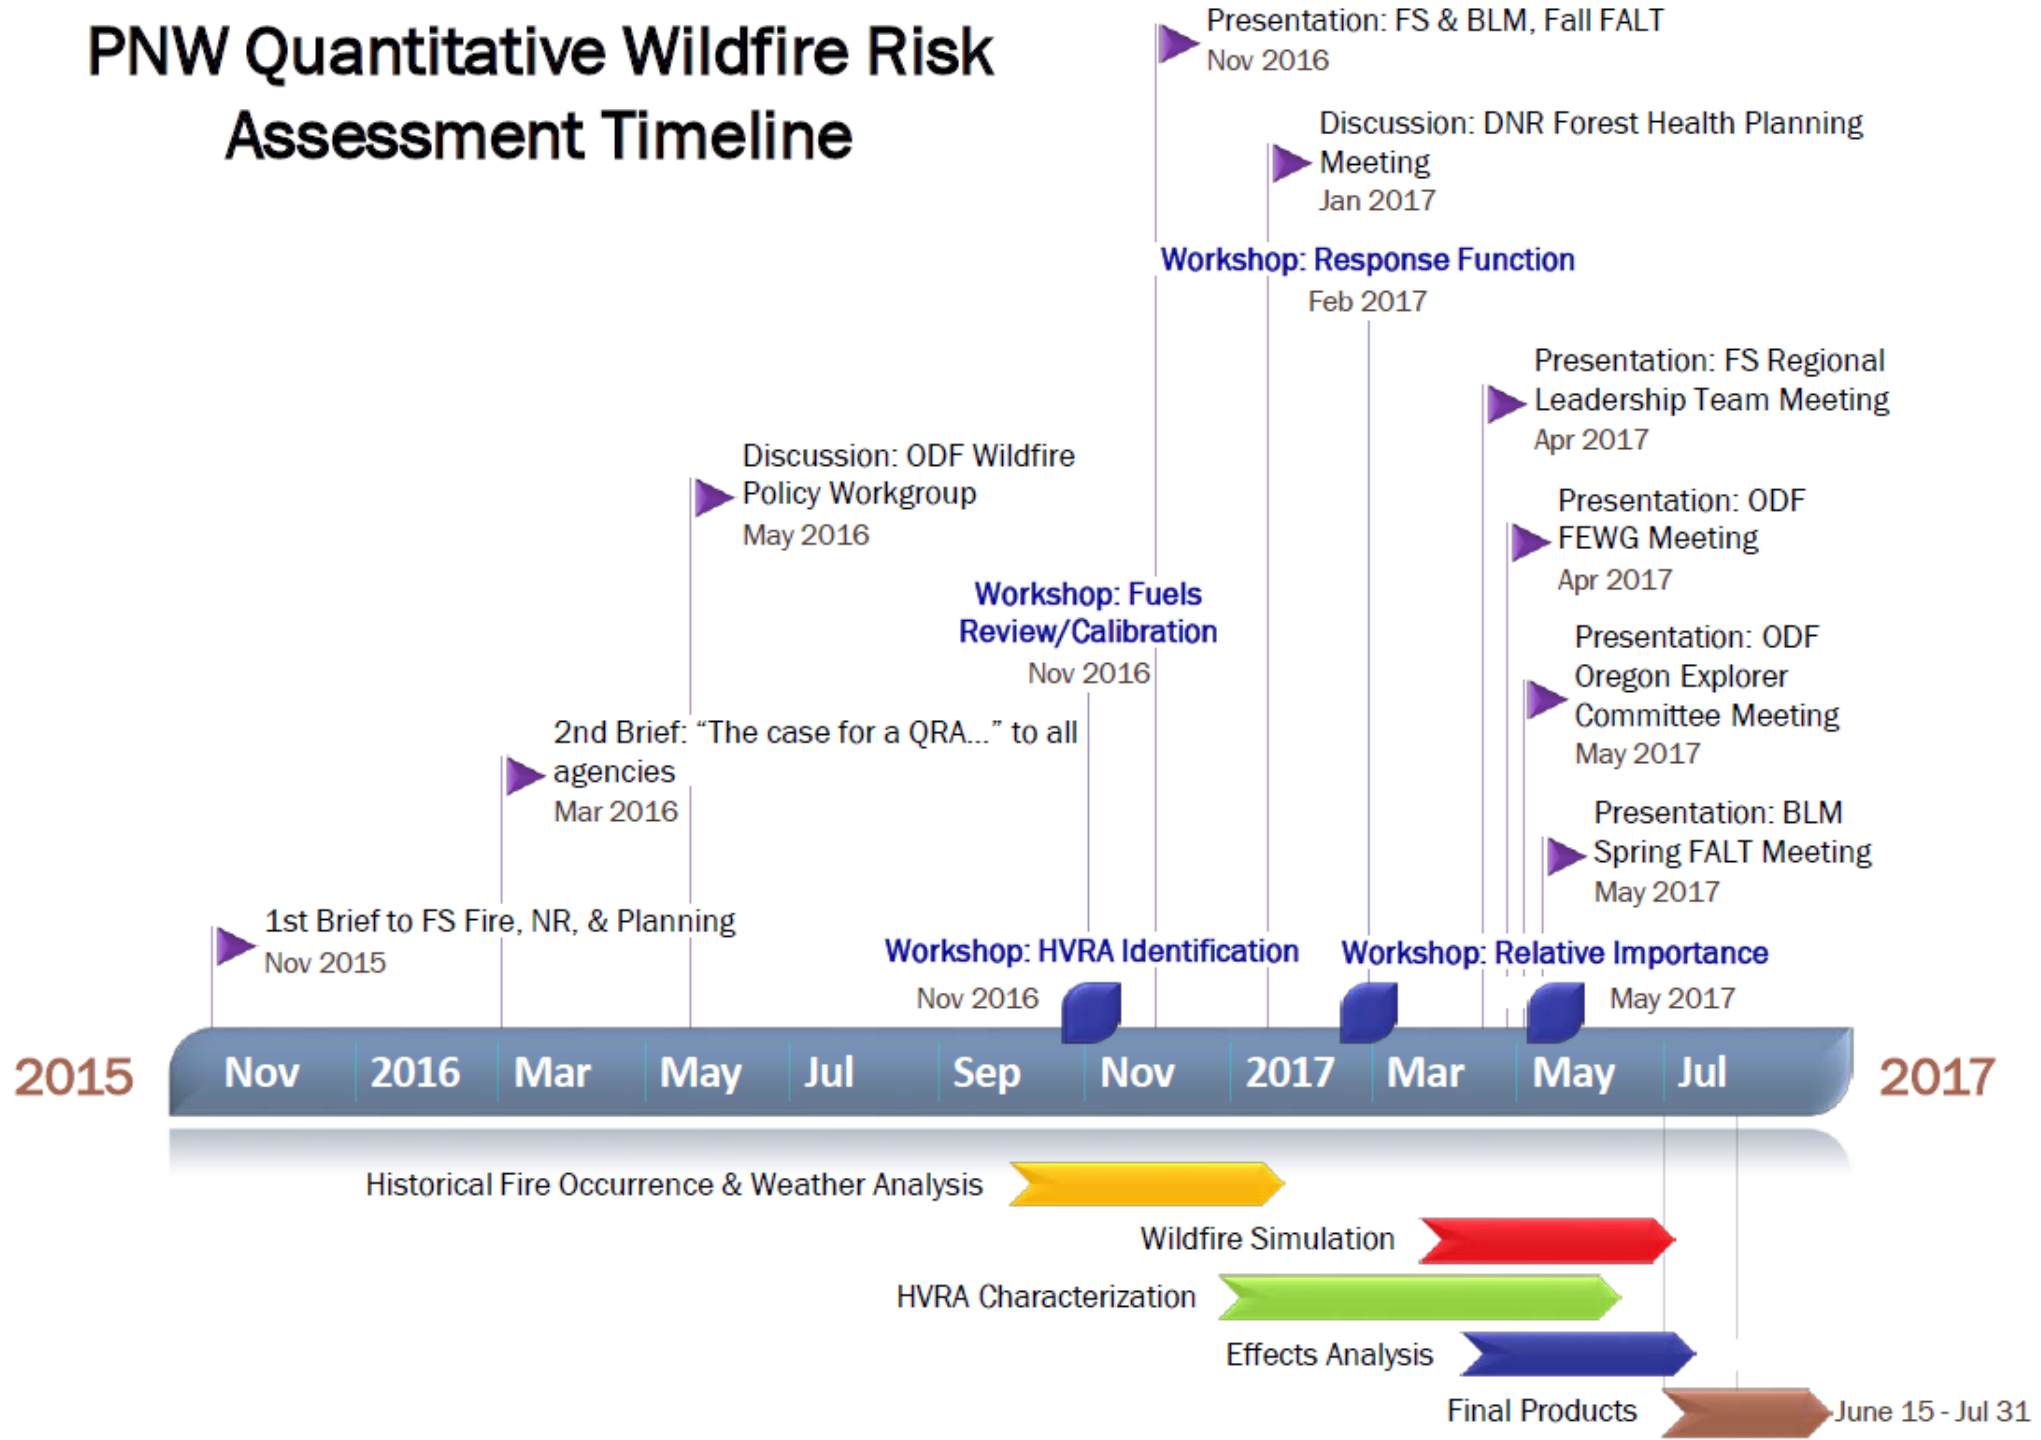 PNW Quantitative Wildfire Risk
Assessment Timeline
Presentation: FS & BLM, Fall FALT
Nov 2016
Discussion: DNR Forest Health Planning
Meeting
Jan 2017
Workshop: Response Function
Feb 2017
Presentation: FS Regional
Leadership Team Meeting
Apr 2017
Discussion: ODF Wildfire
Policy Workgroup
May 2016
Presentation: ODF
FEWG Meeting
Apr 2017
Workshop: Fuels
Review/Calibration
Nov 2016
Presentation: ODF
Oregon Explorer
Committee Meeting
May 2017
2nd Brief: “The case for a QRA...” to all
agencies
Mar 2016
Presentation: BLM
Spring FALT Meeting
May 2017
1st Brief to FS Fire, NR, & Planning
Nov 2015
Workshop: HVRA Identification
Nov 2016
Workshop: Relative Importance
May 2017
2015 Nov 2016 Mar May Jul Sep Nov 2017 Mar May Jul 2017
Historical Fire Occurrence & Weather Analysis
Wildfire Simulation
HVRA Characterization
Effects Analysis
Final Products June 15 - Jul 31